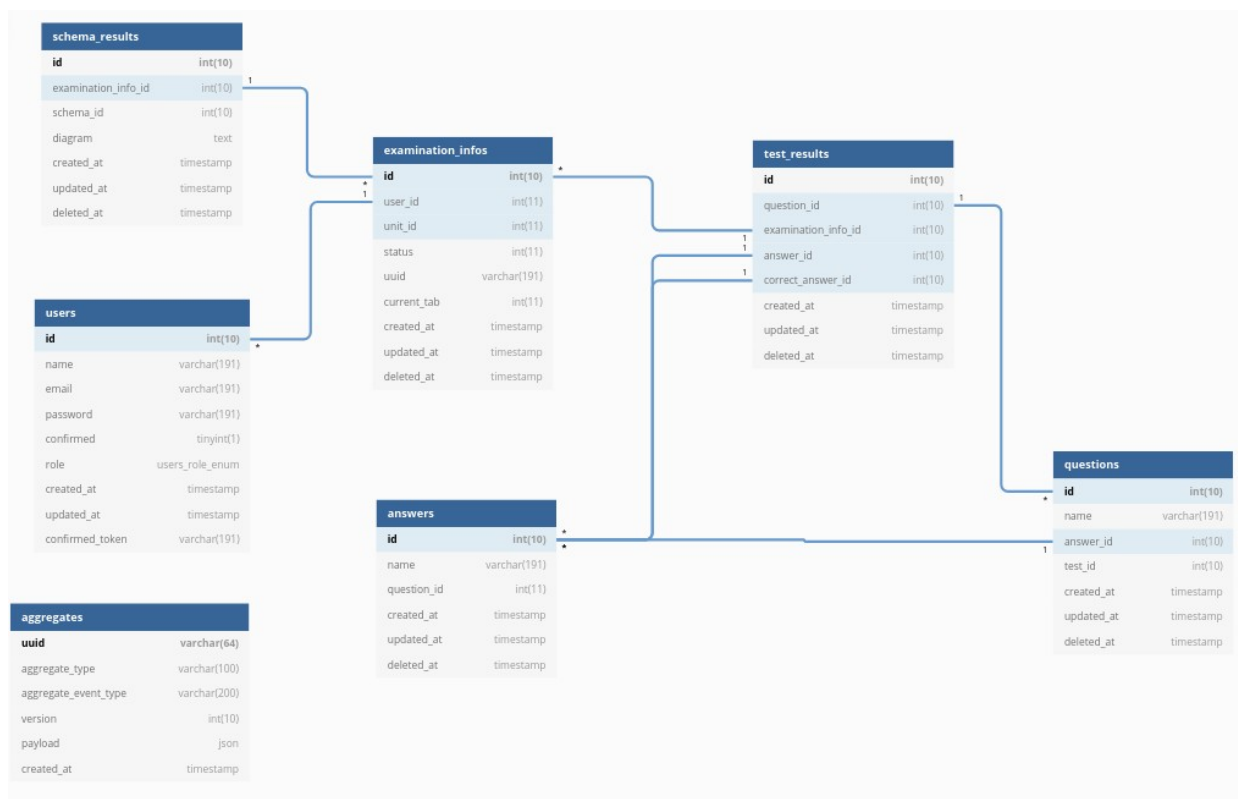 schema_results
id int(10)
examination_info_id int(10)
schema_id int(10)
diagram text
created_at timestamp
updated_at timestamp
deleted_at timestamp
1
*
1
examination_infos
id int(10)
user_id int(11)
unit_id int(11)
status int(11)
uuid varchar(191)
current_tab int(11)
created_at timestamp
updated_at timestamp
deleted_at timestamp
*
1
1
1
test_results
id int(10)
question_id int(10)
examination_info_id int(10)
answer_id int(10)
correct_answer_id int(10)
created_at timestamp
updated_at timestamp
deleted_at timestamp
1
users
id int(10)
name varchar(191)
email varchar(191)
password varchar(191)
confirmed tinyint(1)
role users_role_enum
created_at timestamp
updated_at timestamp
confirmed_token varchar(191)
*
answers
id int(10)
name varchar(191)
question_id int(11)
created_at timestamp
updated_at timestamp
deleted_at timestamp
*
*
*
1
questions
id int(10)
name varchar(191)
answer_id int(10)
test_id int(10)
created_at timestamp
updated_at timestamp
deleted_at timestamp
aggregates
uuid varchar(64)
aggregate_type varchar(100)
aggregate_event_type varchar(200)
version int(10)
payload json
created_at timestamp